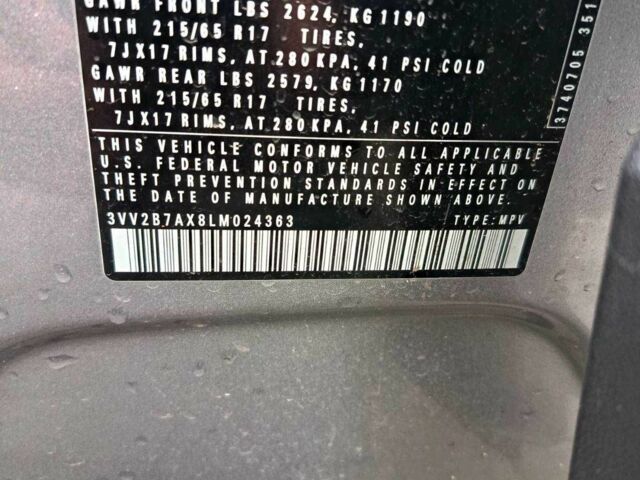 GAWR FRONT LBS 2624, KG 1190
WITH 215/65 R17 TIRES,
7JX17 RIMS, AT 280 KPA, 41 PSI COLD
GAWR REAR LBS 2579, KG 1170
WITH 215/65 R17 TIRES,
7JX17 RIMS, AT 280 KPA, 41 PSI COLD
THIS VEHICLE CONFORMS TO ALL APPLICABLE
U.S. FEDERAL MOTOR VEHICLE SAFETY AND
THEFT PREVENTION STANDARDS IN EFFECT ON
THE DATE OF MANUFACTURE SHOWN ABOVE.
3VV2B7AX8LM024363 TYPE: MPV
3740705 351